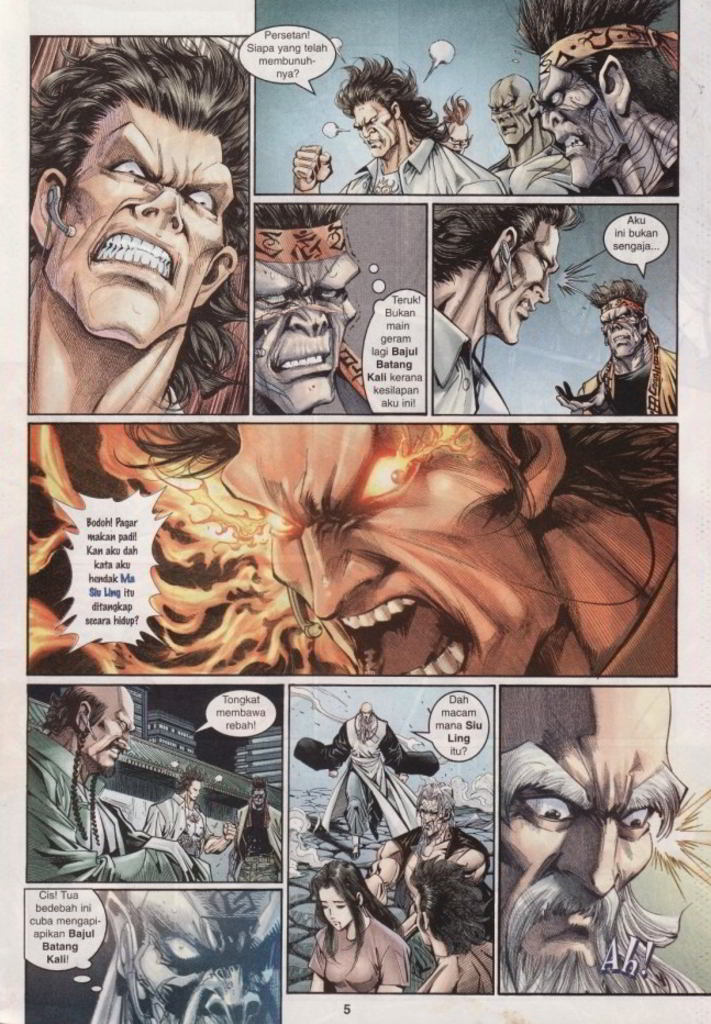 Persetan!
Siapa yang telah
membunuh-
nya?
Teruk!
Bukan
main
geram
lagi Bajul
Batang
Kali kerana
kesilapan
aku ini!
Aku
ini bukan
sengaja...
Bodoh! Pagar
makan padi!
Kan aku dah
kata aku
hendak Ma
Siu Ling itu
ditangkap
secara hidup?
Tongkat
membawa
rebah!
Cis! Tua
bedebah ini
cuba mengapi-
apikan Bajul
Batang
Kali!
Dah
macam
mana Siu
Ling
itu?
Ah!
5